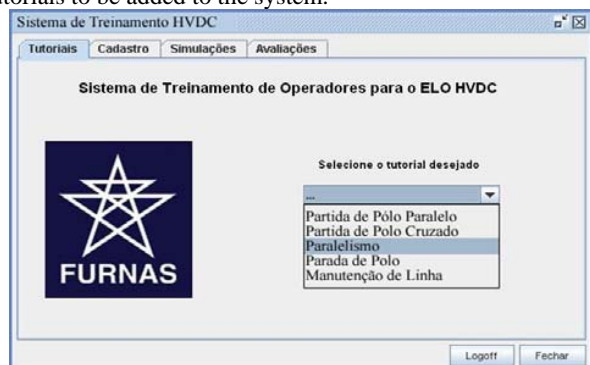 torials to be added to the system.
Sistema de Treinamento HVDC
Tutoriais Cadastro Simulações Avaliações
Sistema de Treinamento de Operadores para o ELO HVDC
Selecione o tutorial desejado
...
Partida de Pólo Paralelo
Partida de Polo Cruzado
Paralelismo
Parada de Polo
Manutenção de Linha
FURNAS
Logoff Fechar